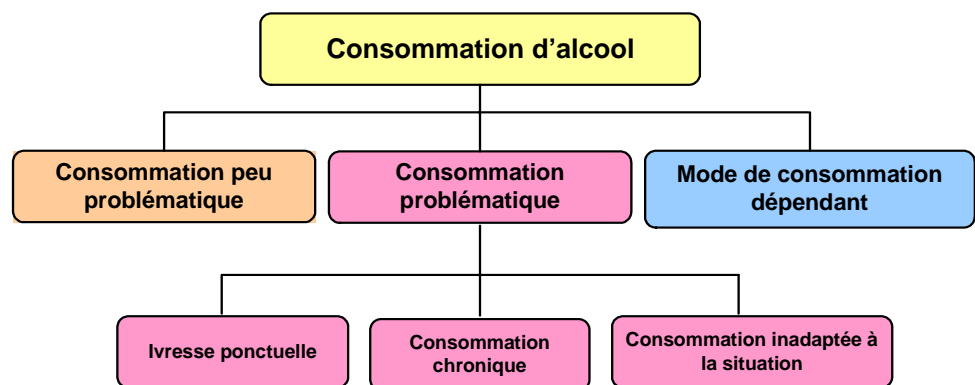 Consommation d’alcool
Consommation peu
problématique
Consommation
problématique
Mode de consommation
dépendant
Ivresse ponctuelle
Consommation
chronique
Consommation inadaptée à
la situation